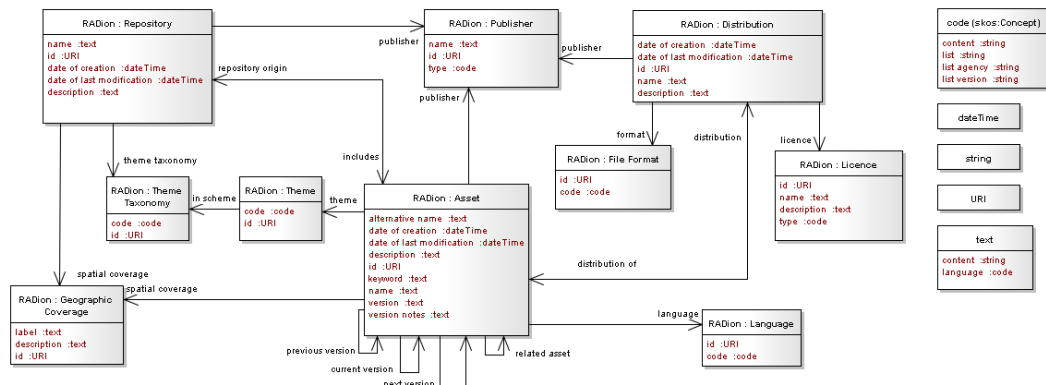 RADion : Repository
name :text
id :URI
date of creation :dateTime
date of last modification :dateTime
description :text
publisher
repository origin
RADion : Publisher
name :text
id :URI
type :code
publisher
publisher
RADion : Distribution
date of creation :dateTime
date of last modification :dateTime
id :URI
name :text
description :text
code (skos:Concept)
content :string
list :string
list agency :string
list version :string
dateTime
string
URI
text
content :string
language :code
theme taxonomy
includes
format
distribution
licence
RADion : File Format
id :URI
code :code
RADion : Licence
id :URI
name :text
description :text
type :code
RADion : Theme
Taxonomy
code :code
id :URI
in scheme
RADion : Theme
code :code
id :URI
theme
RADion : Asset
alternative name :text
date of creation :dateTime
date of last modification :dateTime
description :text
id :URI
keyword :text
name :text
version :text
version notes :text
distribution of
spatial coverage
spatial coverage
RADion : Geographic
Coverage
label :text
description :text
id :URI
language
RADion : Language
id :URI
code :code
previous version
current version
next version
related asset